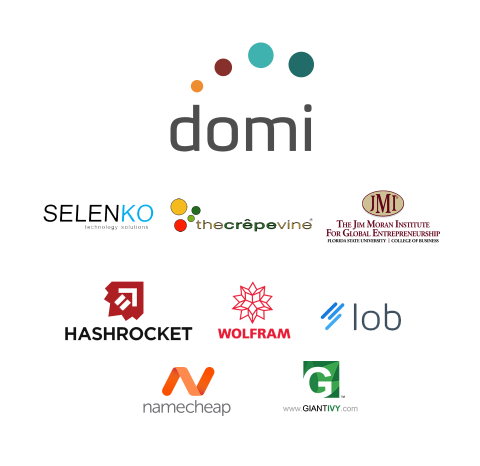 domi
SELENKO
technology solutions
thecrêpevine®
JMI
THE JIM MORAN INSTITUTE
FOR GLOBAL ENTREPRENEURSHIP
FLORIDA STATE UNIVERSITY | COLLEGE OF BUSINESS
HASHROCKET
WOLFRAM
lob
namecheap
G
™
www.GIANTIVY.com